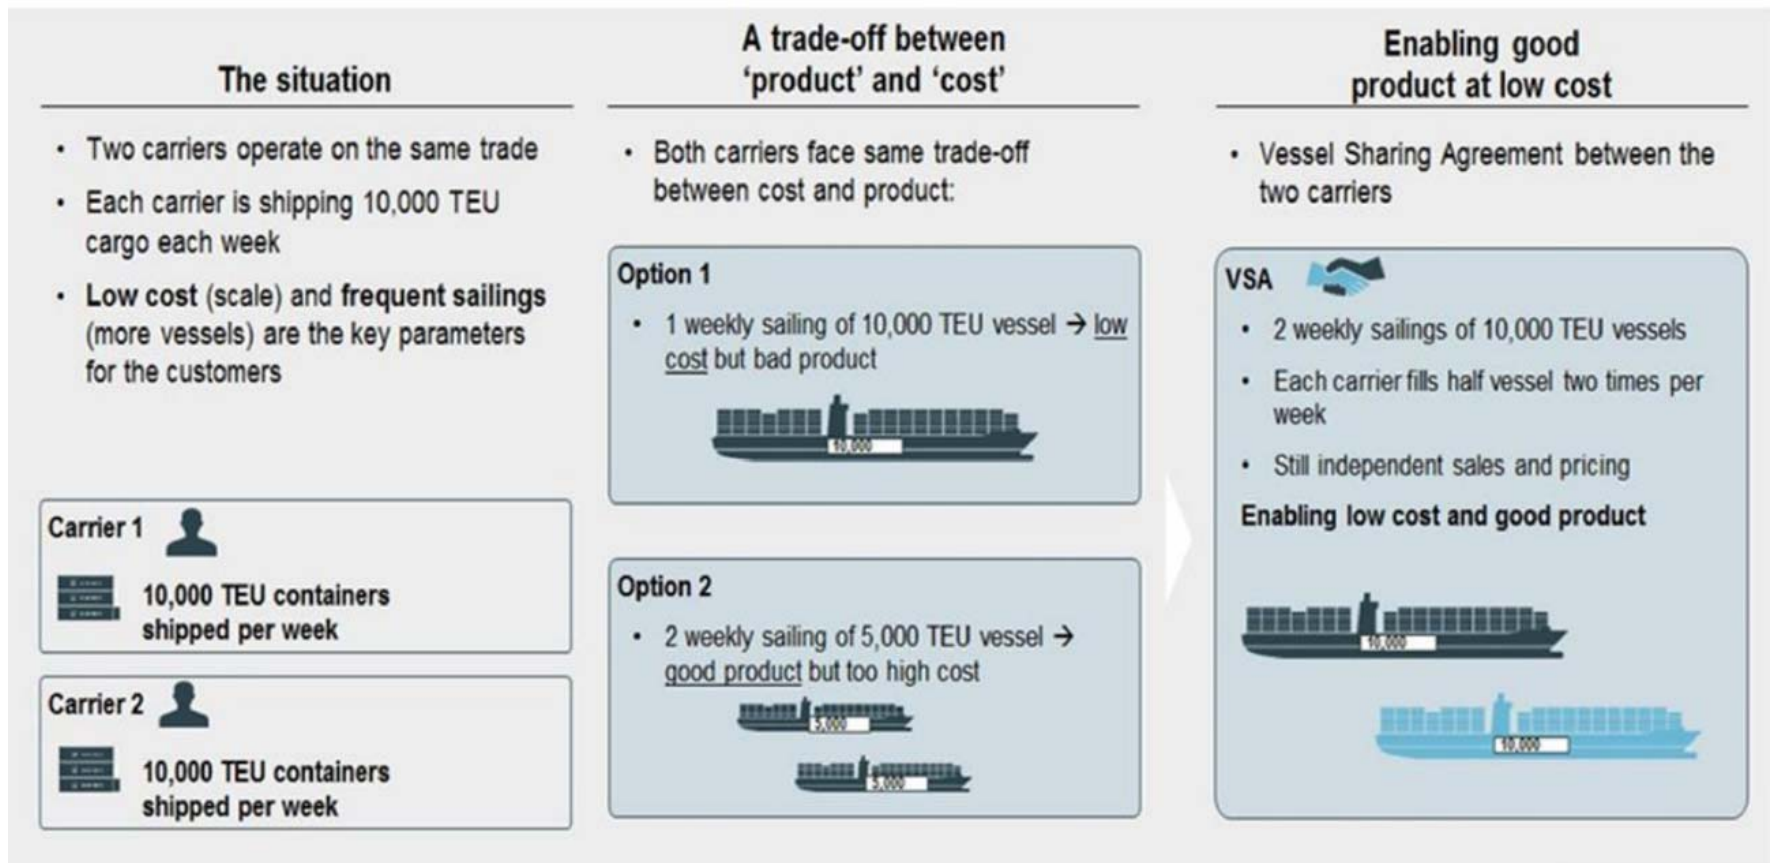 The situation
• Two carriers operate on the same trade
• Each carrier is shipping 10,000 TEU
cargo each week
• Low cost (scale) and frequent sailings
(more vessels) are the key parameters
for the customers
Carrier 1
10,000 TEU containers
shipped per week
Carrier 2
10,000 TEU containers
shipped per week
A trade-off between
‘product’ and ‘cost’
• Both carriers face same trade-off
between cost and product:
Option 1
• 1 weekly sailing of 10,000 TEU vessel → low
cost but bad product
10,000
Option 2
• 2 weekly sailing of 5,000 TEU vessel →
good product but too high cost
5,000
5,000
Enabling good
product at low cost
• Vessel Sharing Agreement between the
two carriers
VSA
• 2 weekly sailings of 10,000 TEU vessels
• Each carrier fills half vessel two times per
week
• Still independent sales and pricing
Enabling low cost and good product
10,000
10,000